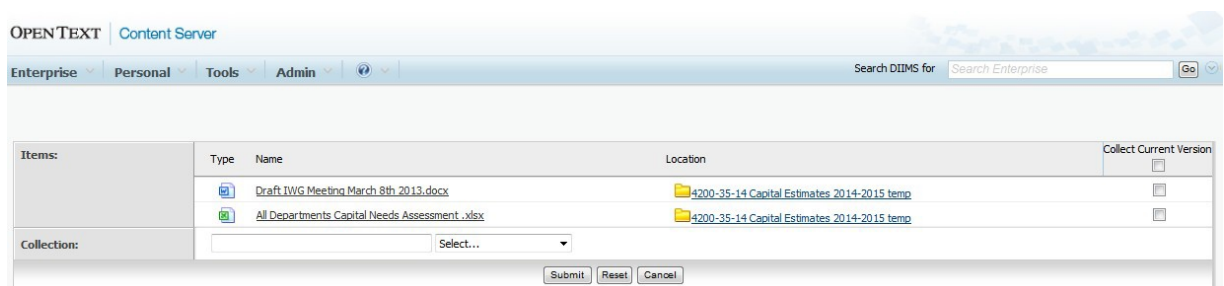 OPENTEXT | Content Server
Enterprise Personal Tools Admin Search DIIMS for Search Enterprise Go
Items: Type Name Location Collect Current Version
Draft IWG Meeting March 8th 2013.docx 4200-35-14 Capital Estimates 2014-2015 temp
All Departments Capital Needs Assessment .xlsx 4200-35-14 Capital Estimates 2014-2015 temp
Collection: Select...
Submit Reset Cancel